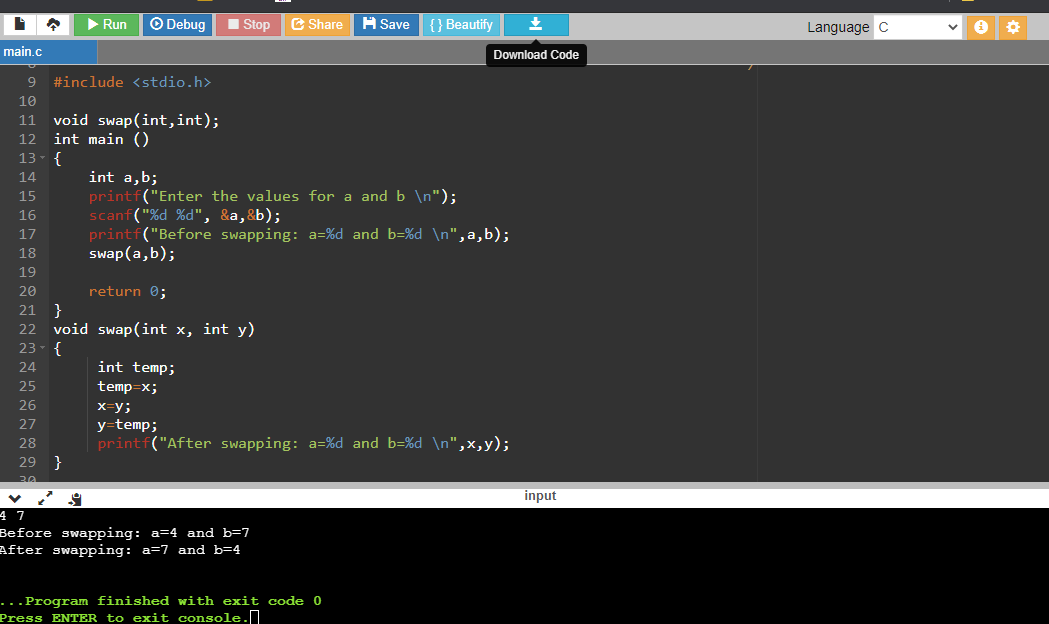 Run Debug Stop Share Save { } Beautify Language C
Download Code
main.c
9 #include <stdio.h>
10
11 void swap(int,int);
12 int main ()
13 {
14 int a,b;
15 printf("Enter the values for a and b \n");
16 scanf("%d %d", &a,&b);
17 printf("Before swapping: a=%d and b=%d \n",a,b);
18 swap(a,b);
19
20 return 0;
21 }
22 void swap(int x, int y)
23 {
24 int temp;
25 temp=x;
26 x=y;
27 y=temp;
28 printf("After swapping: a=%d and b=%d \n",x,y);
29 }
30
input
4 7
Before swapping: a=4 and b=7
After swapping: a=7 and b=4
...Program finished with exit code 0
Press ENTER to exit console.